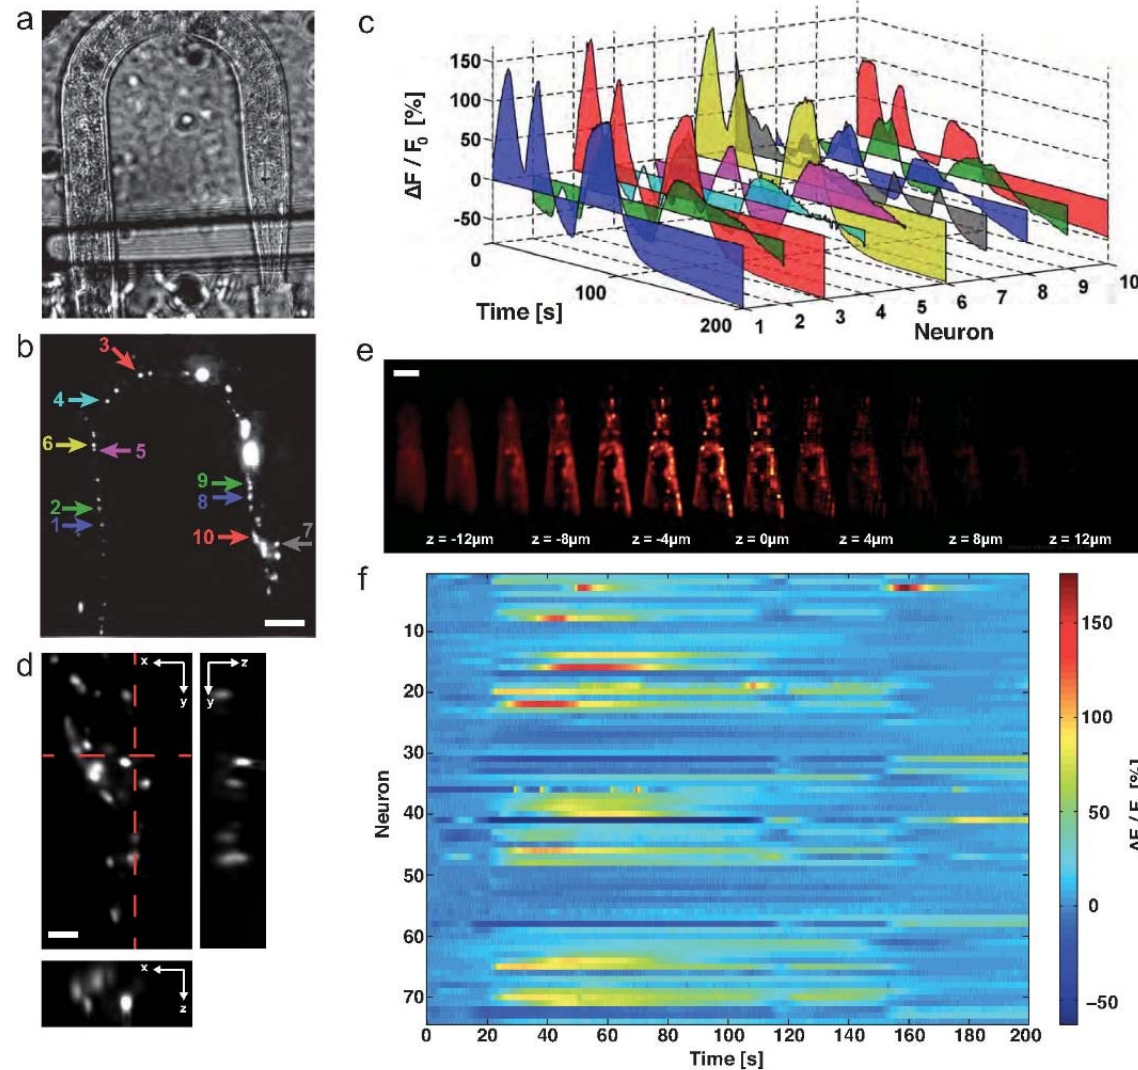 a
c
150
100
50
0
-50
ΔF / F0 [%]
0
100
200
Time [s]
1 2 3 4 5 6 7 8 9 10
Neuron
b
3
4
6
5
2
1
9
8
10
7
e
z = -12µm z = -8µm z = -4µm z = 0µm z = 4µm z = 8µm z = 12µm
d
x
y
z
y
x
z
f
10
20
30
40
50
60
70
Neuron
0 20 40 60 80 100 120 140 160 180 200
Time [s]
150
100
50
0
−50
ΔF / F0 [%]